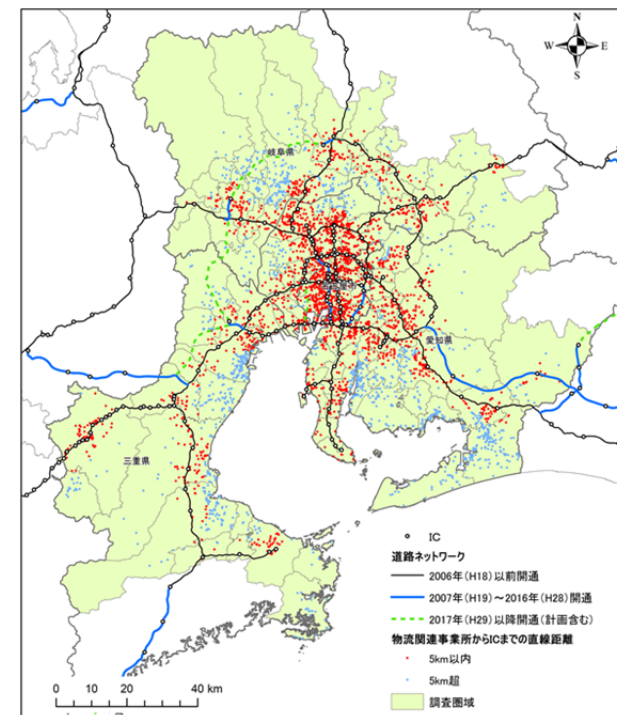 N
W
E
S
岐阜県
愛知県
三重県
IC
道路ネットワーク
2006年(H18)以前開通
2007年(H19)～2016年(H28)開通
2017年(H29)以降開通(計画含む)
物流関連事業所からICまでの直線距離
5km以内
5km超
調査圏域
0 10 20 40 km